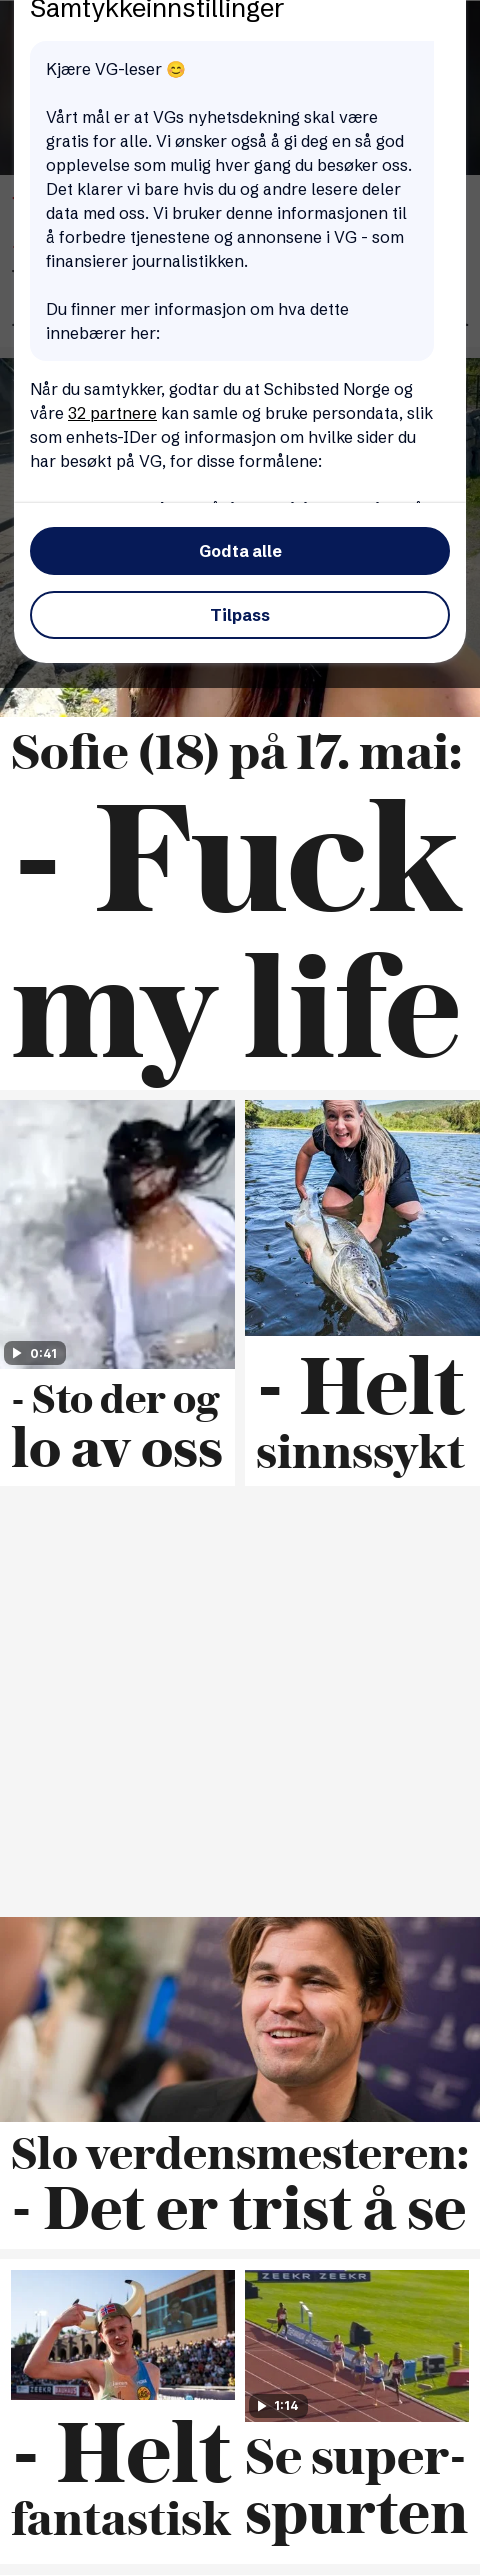 Samtykkeinnstillinger
Kjære VG-leser 😊
Vårt mål er at VGs nyhetsdekning skal være
gratis for alle. Vi ønsker også å gi deg en så god
opplevelse som mulig hver gang du besøker oss.
Det klarer vi bare hvis du og andre lesere deler
data med oss. Vi bruker denne informasjonen til
å forbedre tjenestene og annonsene i VG - som
finansierer journalistikken.
Du finner mer informasjon om hva dette
innebærer her:
Når du samtykker, godtar du at Schibsted Norge og
våre 32 partnere kan samle og bruke persondata, slik
som enhets-IDer og informasjon om hvilke sider du
har besøkt på VG, for disse formålene:
Godta alle
Tilpass
Sofie (18) på 17. mai:
- Fuck
my life
0:41
- Sto der og
lo av oss
- Helt
sinnssykt
Slo verdensmesteren:
- Det er trist å se
ZEEKR
- Helt
fantastisk
ZEEKR ZEEKR
1:14
Se super-
spurten